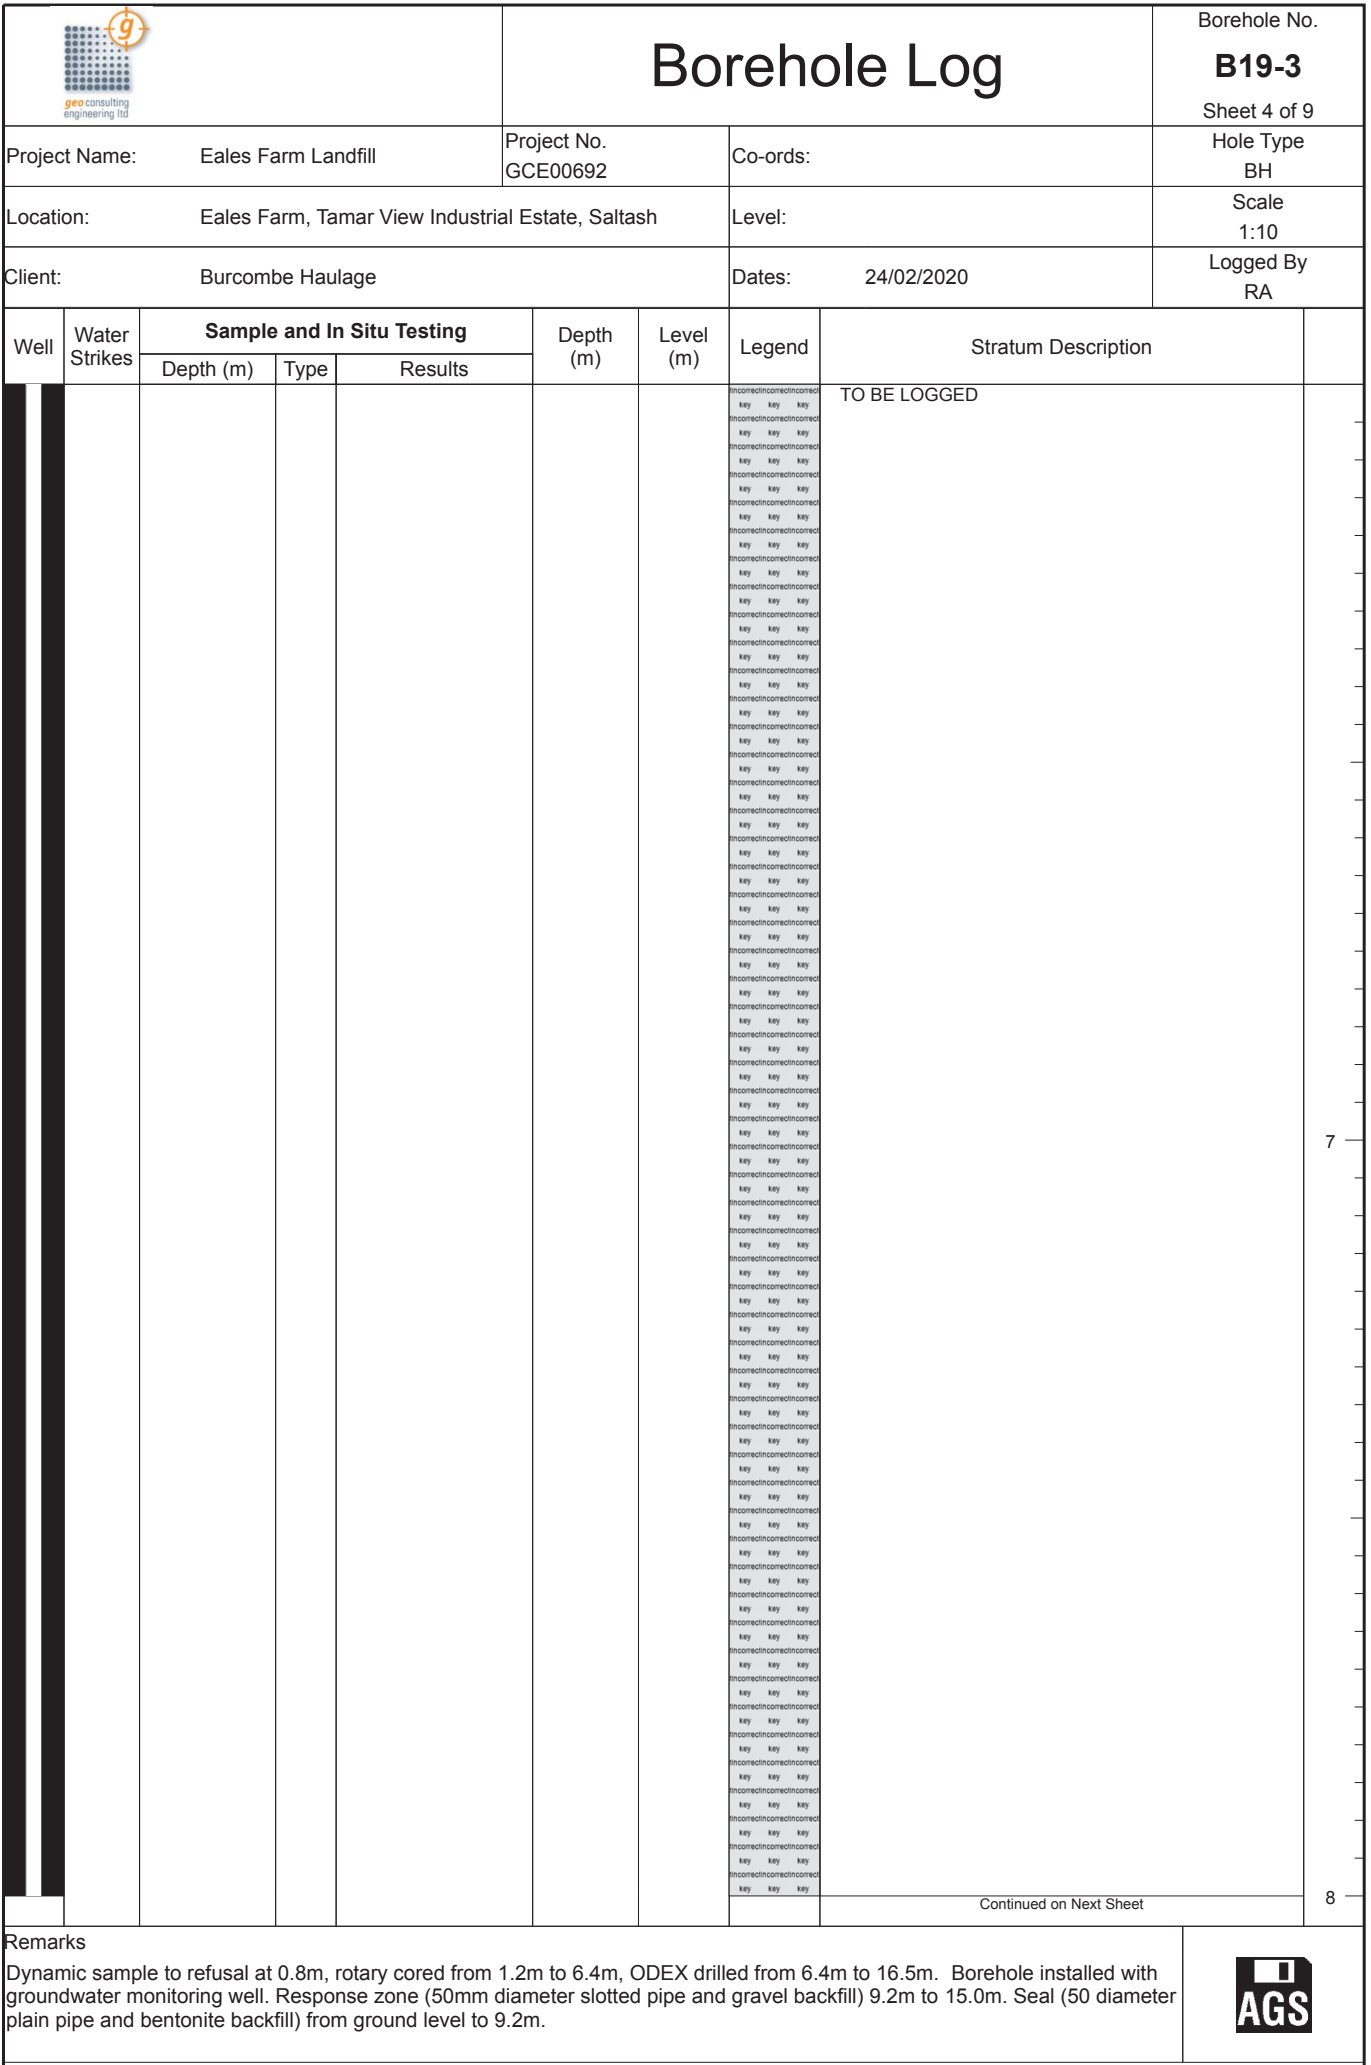 g
geo consulting
engineering ltd
Borehole Log
Borehole No.
B19-3
Sheet 4 of 9
Project Name: Eales Farm Landfill
Project No.
GCE00692
Co-ords:
Hole Type
BH
Location: Eales Farm, Tamar View Industrial Estate, Saltash
Level:
Scale
1:10
Client: Burcombe Haulage
Dates: 24/02/2020
Logged By
RA
Well
Water
Strikes
Sample and In Situ Testing
Depth (m) Type Results
Depth
(m)
Level
(m)
Legend
Stratum Description
TO BE LOGGED
7
8
Continued on Next Sheet
Remarks
Dynamic sample to refusal at 0.8m, rotary cored from 1.2m to 6.4m, ODEX drilled from 6.4m to 16.5m. Borehole installed with
groundwater monitoring well. Response zone (50mm diameter slotted pipe and gravel backfill) 9.2m to 15.0m. Seal (50 diameter
plain pipe and bentonite backfill) from ground level to 9.2m.
AGS